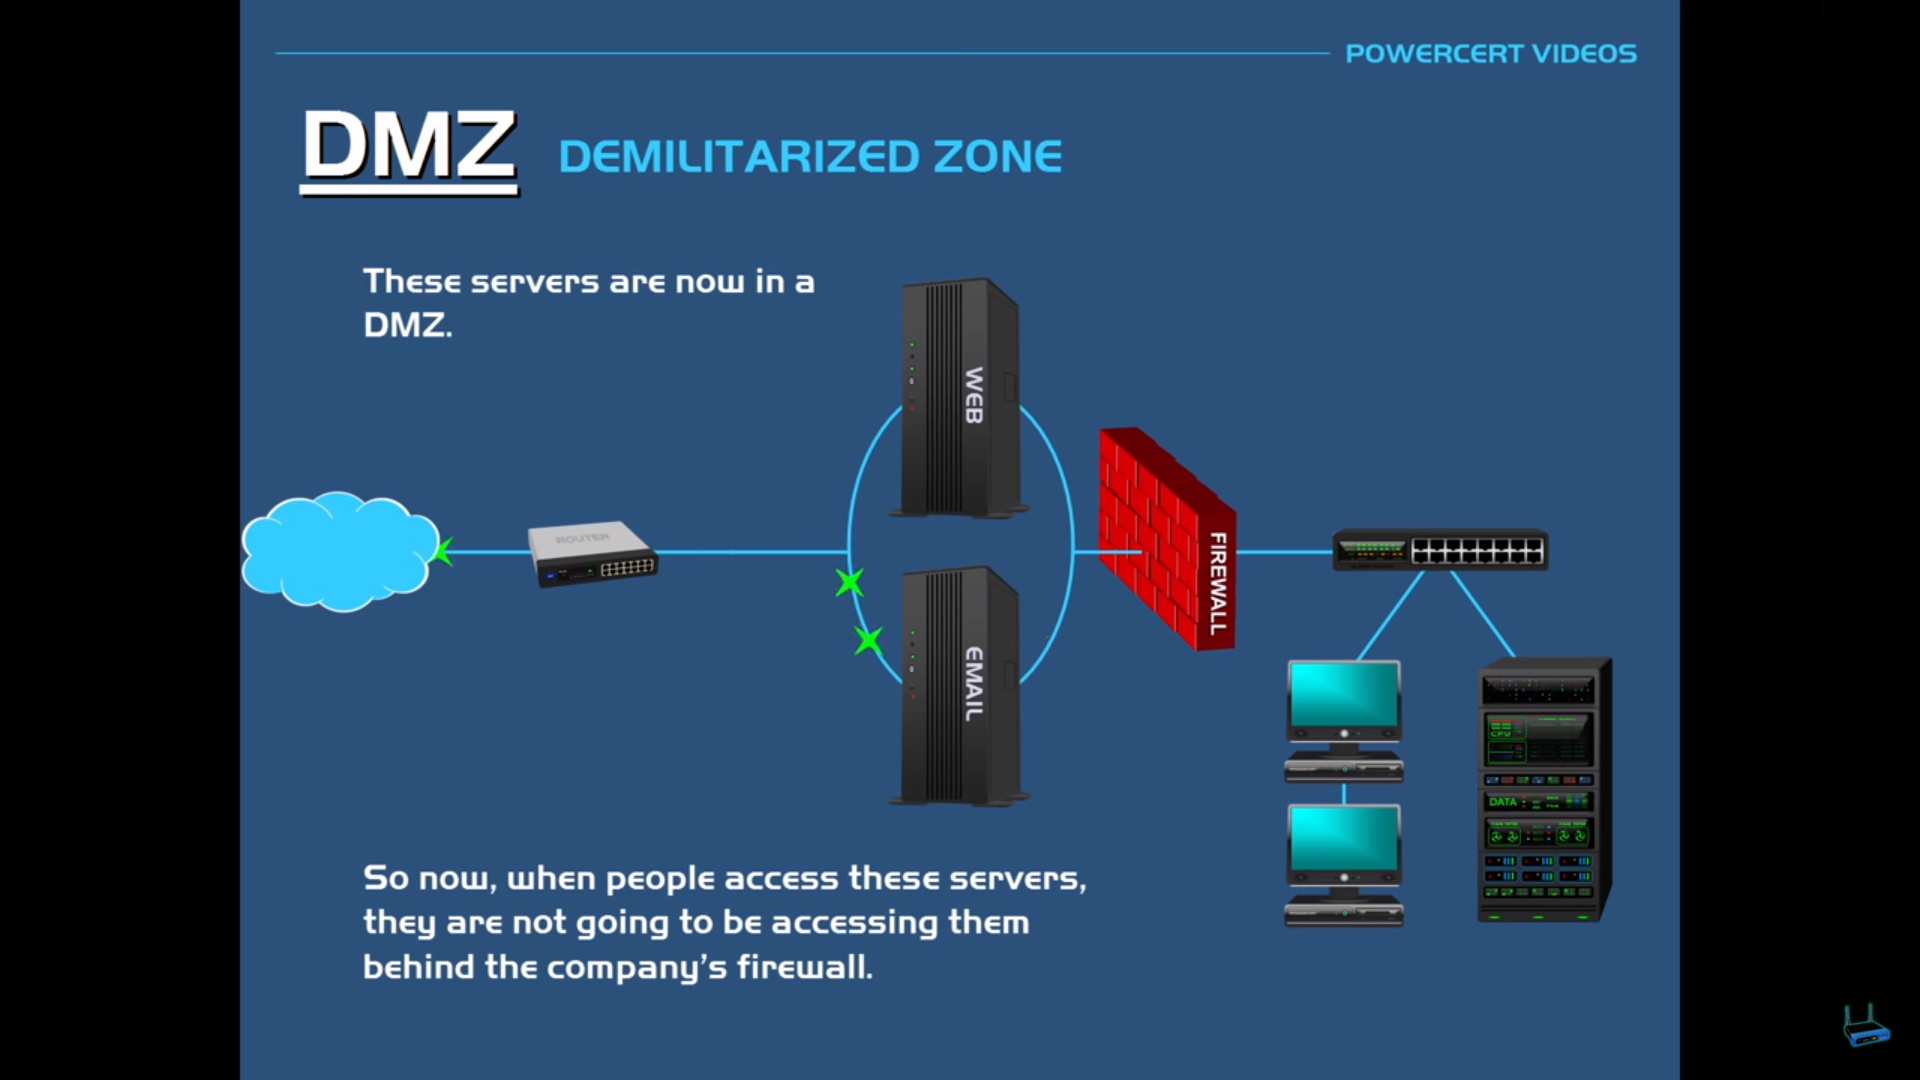 POWERCERT VIDEOS
DMZ DEMILITARIZED ZONE
These servers are now in a
DMZ.
WEB
ROUTER
FIREWALL
EMAIL
CPU
DATA
So now, when people access these servers,
they are not going to be accessing them
behind the company's firewall.